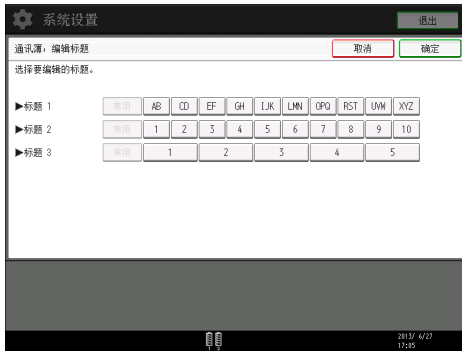 系统设置
退出
通讯簿：编辑标题
取消
确定
选择要编辑的标题。
▶标题 1 常用 AB CD EF GH IJK LMN OPQ RST UVW XYZ
▶标题 2 常用 1 2 3 4 5 6 7 8 9 10
▶标题 3 常用 1 2 3 4 5
2013/ 6/27
17:05